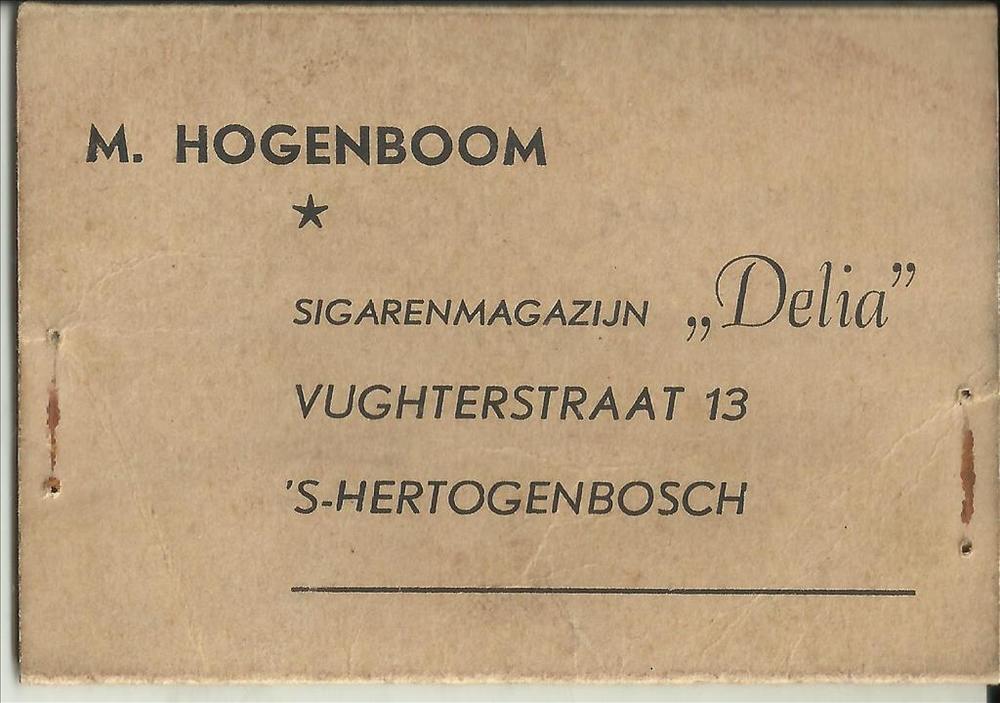 M. HOGENBOOM
SIGARENMAGAZIJN „Delia”
VUGHTERSTRAAT 13
'S-HERTOGENBOSCH